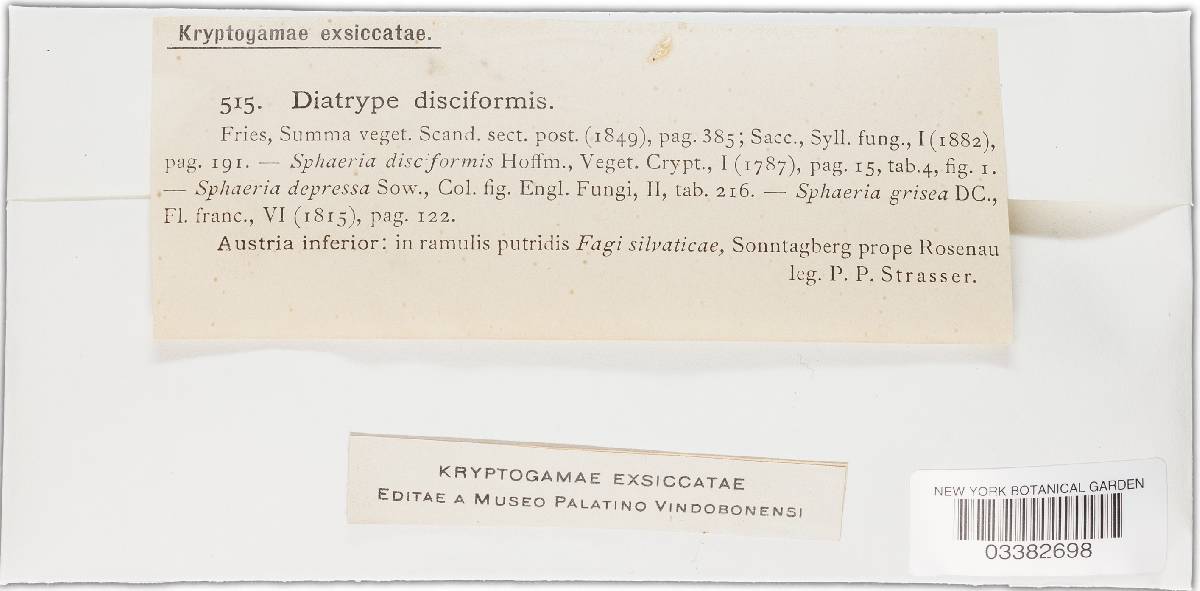 Kryptogamae exsiccatae.
515. Diatrype disciformis.
Fries, Summa veget. Scand. sect. post. (1849), pag. 385; Sacc., Syll. fung., I (1882),
pag. 191. — Sphaeria disciformis Hoffm., Veget. Crypt., I (1787), pag. 15, tab. 4, fig. 1.
— Sphaeria depressa Sow., Col. fig. Engl. Fungi, II, tab. 216. — Sphaeria grisea DC.,
Fl. franc., VI (1815), pag. 122.
Austria inferior: in ramulis putridis Fagi silvaticae, Sonntagberg prope Rosenau
leg. P. P. Strasser.
KRYPTOGAMAE EXSICCATAE
EDITAE A MUSEO PALATINO VINDOBONENSI
NEW YORK BOTANICAL GARDEN
03382698